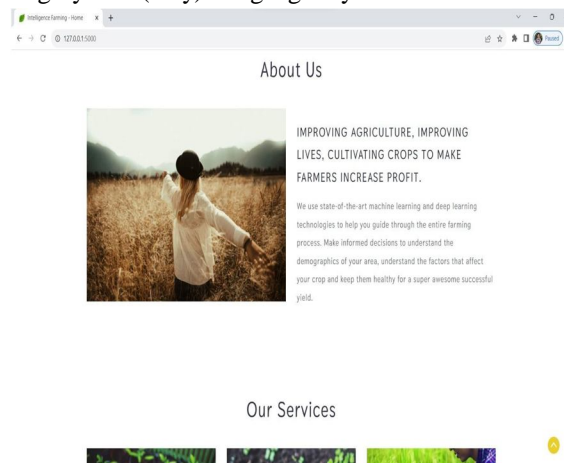 Intelligence Farming - Home
127.0.0.1:5000
Paused
About Us
IMPROVING AGRICULTURE, IMPROVING
LIVES, CULTIVATING CROPS TO MAKE
FARMERS INCREASE PROFIT.
We use state-of-the-art machine learning and deep learning
technologies to help you guide through the entire farming
process. Make informed decisions to understand the
demographics of your area, understand the factors that affect
your crop and keep them healthy for a super awesome successful
yield.
Our Services